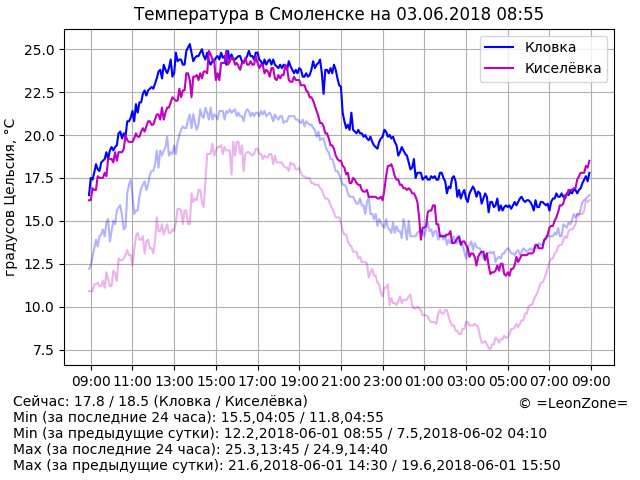 Температура в Смоленске на 03.06.2018 08:55
градусов Цельсия, °C
25.0
22.5
20.0
17.5
15.0
12.5
10.0
7.5
Кловка
Киселёвка
09:00 11:00 13:00 15:00 17:00 19:00 21:00 23:00 01:00 03:00 05:00 07:00 09:00
Сейчас: 17.8 / 18.5 (Кловка / Киселёвка)
© =LeonZone=
Min (за последние 24 часа): 15.5,04:05 / 11.8,04:55
Min (за предыдущие сутки): 12.2,2018-06-01 08:55 / 7.5,2018-06-02 04:10
Max (за последние 24 часа): 25.3,13:45 / 24.9,14:40
Max (за предыдущие сутки): 21.6,2018-06-01 14:30 / 19.6,2018-06-01 15:50